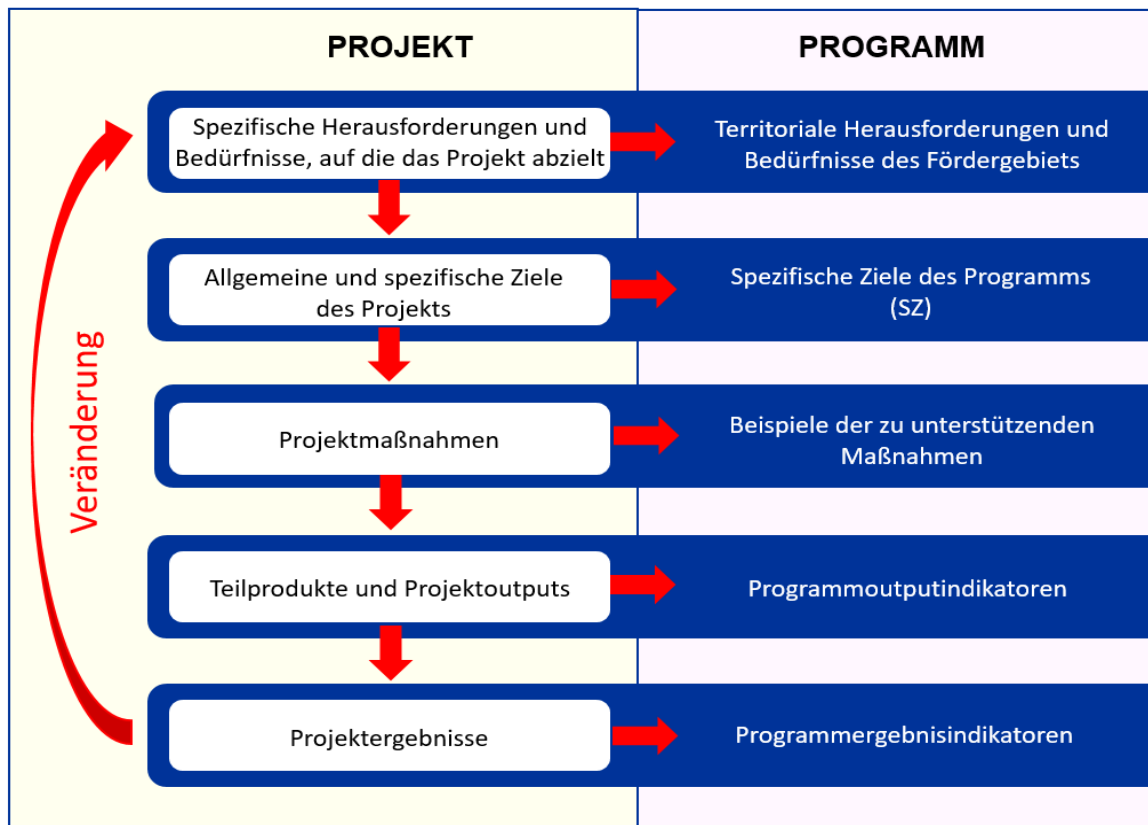 PROJEKT
PROGRAMM
Spezifische Herausforderungen und
Bedürfnisse, auf die das Projekt abzielt
Territoriale Herausforderungen und
Bedürfnisse des Fördergebiets
Allgemeine und spezifische Ziele
des Projekts
Spezifische Ziele des Programms
(SZ)
Projektmaßnahmen
Beispiele der zu unterstützenden
Maßnahmen
Teilprodukte und Projektoutputs
Programmoutputindikatoren
Projektergebnisse
Programmergebnisindikatoren
Veränderung